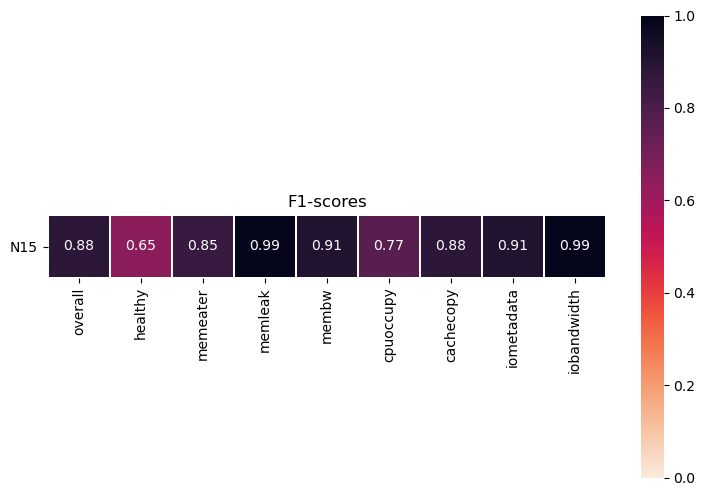 F1-scores
N15
0.88 0.65 0.85 0.99 0.91 0.77 0.88 0.91 0.99
overall
healthy
memeater
memleak
membw
cpuoccupy
cachecopy
iometadata
iobandwidth
1.0
0.8
0.6
0.4
0.2
0.0